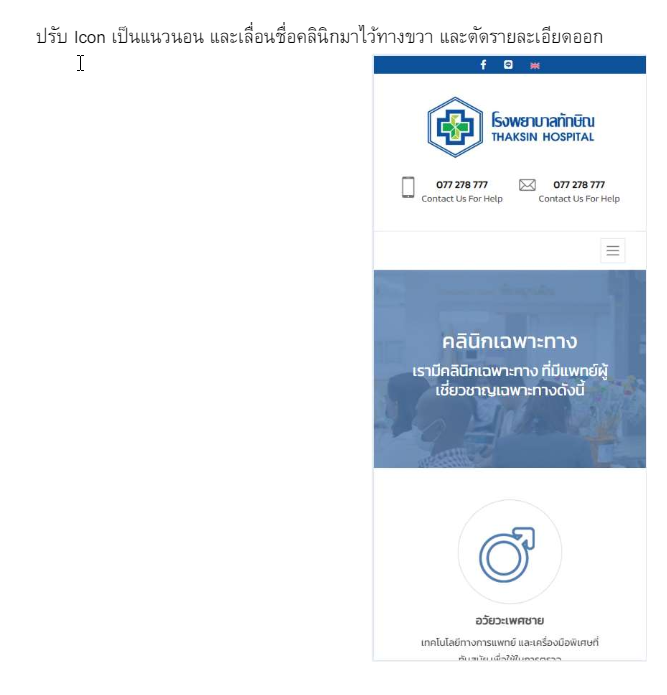 ปรับ Icon เป็นแนวนอน และเลื่อนชื่อคลินิกมาไว้ทางขวา และตัดรายละเอียดออก
โรงพยาบาลทักษิณ
THAKSIN HOSPITAL
077 278 777
Contact Us For Help
077 278 777
Contact Us For Help
คลินิกเฉพาะทาง
เรามีคลินิกเฉพาะทาง ที่มีแพทย์ผู้
เชี่ยวชาญเฉพาะทางดังนี้
อวัยวะเพศชาย
เทคโนโลยีทางการแพทย์ และเครื่องมือพิเศษที่